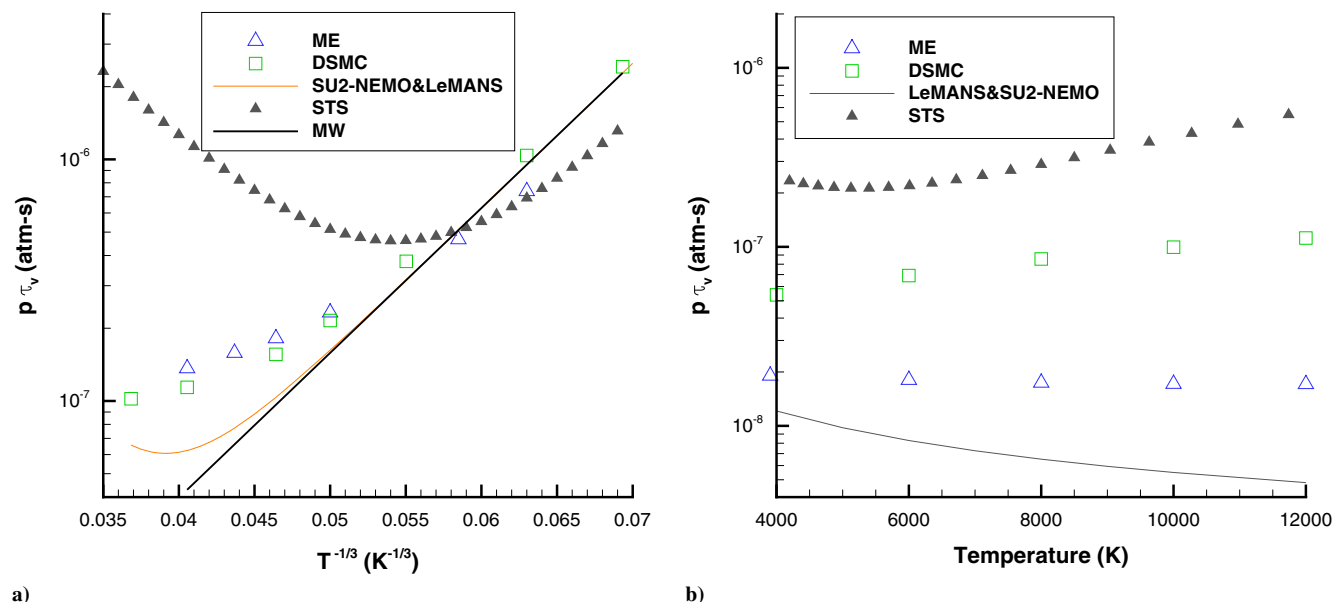 ME
DSMC
SU2-NEMO&LeMANS
STS
MW
10^-6
10^-7
p τ_v (atm-s)
0.035 0.04 0.045 0.05 0.055 0.06 0.065 0.07
T^-1/3 (K^-1/3)
a)
ME
DSMC
LeMANS&SU2-NEMO
STS
10^-6
10^-7
10^-8
p τ_v (atm-s)
4000 6000 8000 10000 12000
Temperature (K)
b)